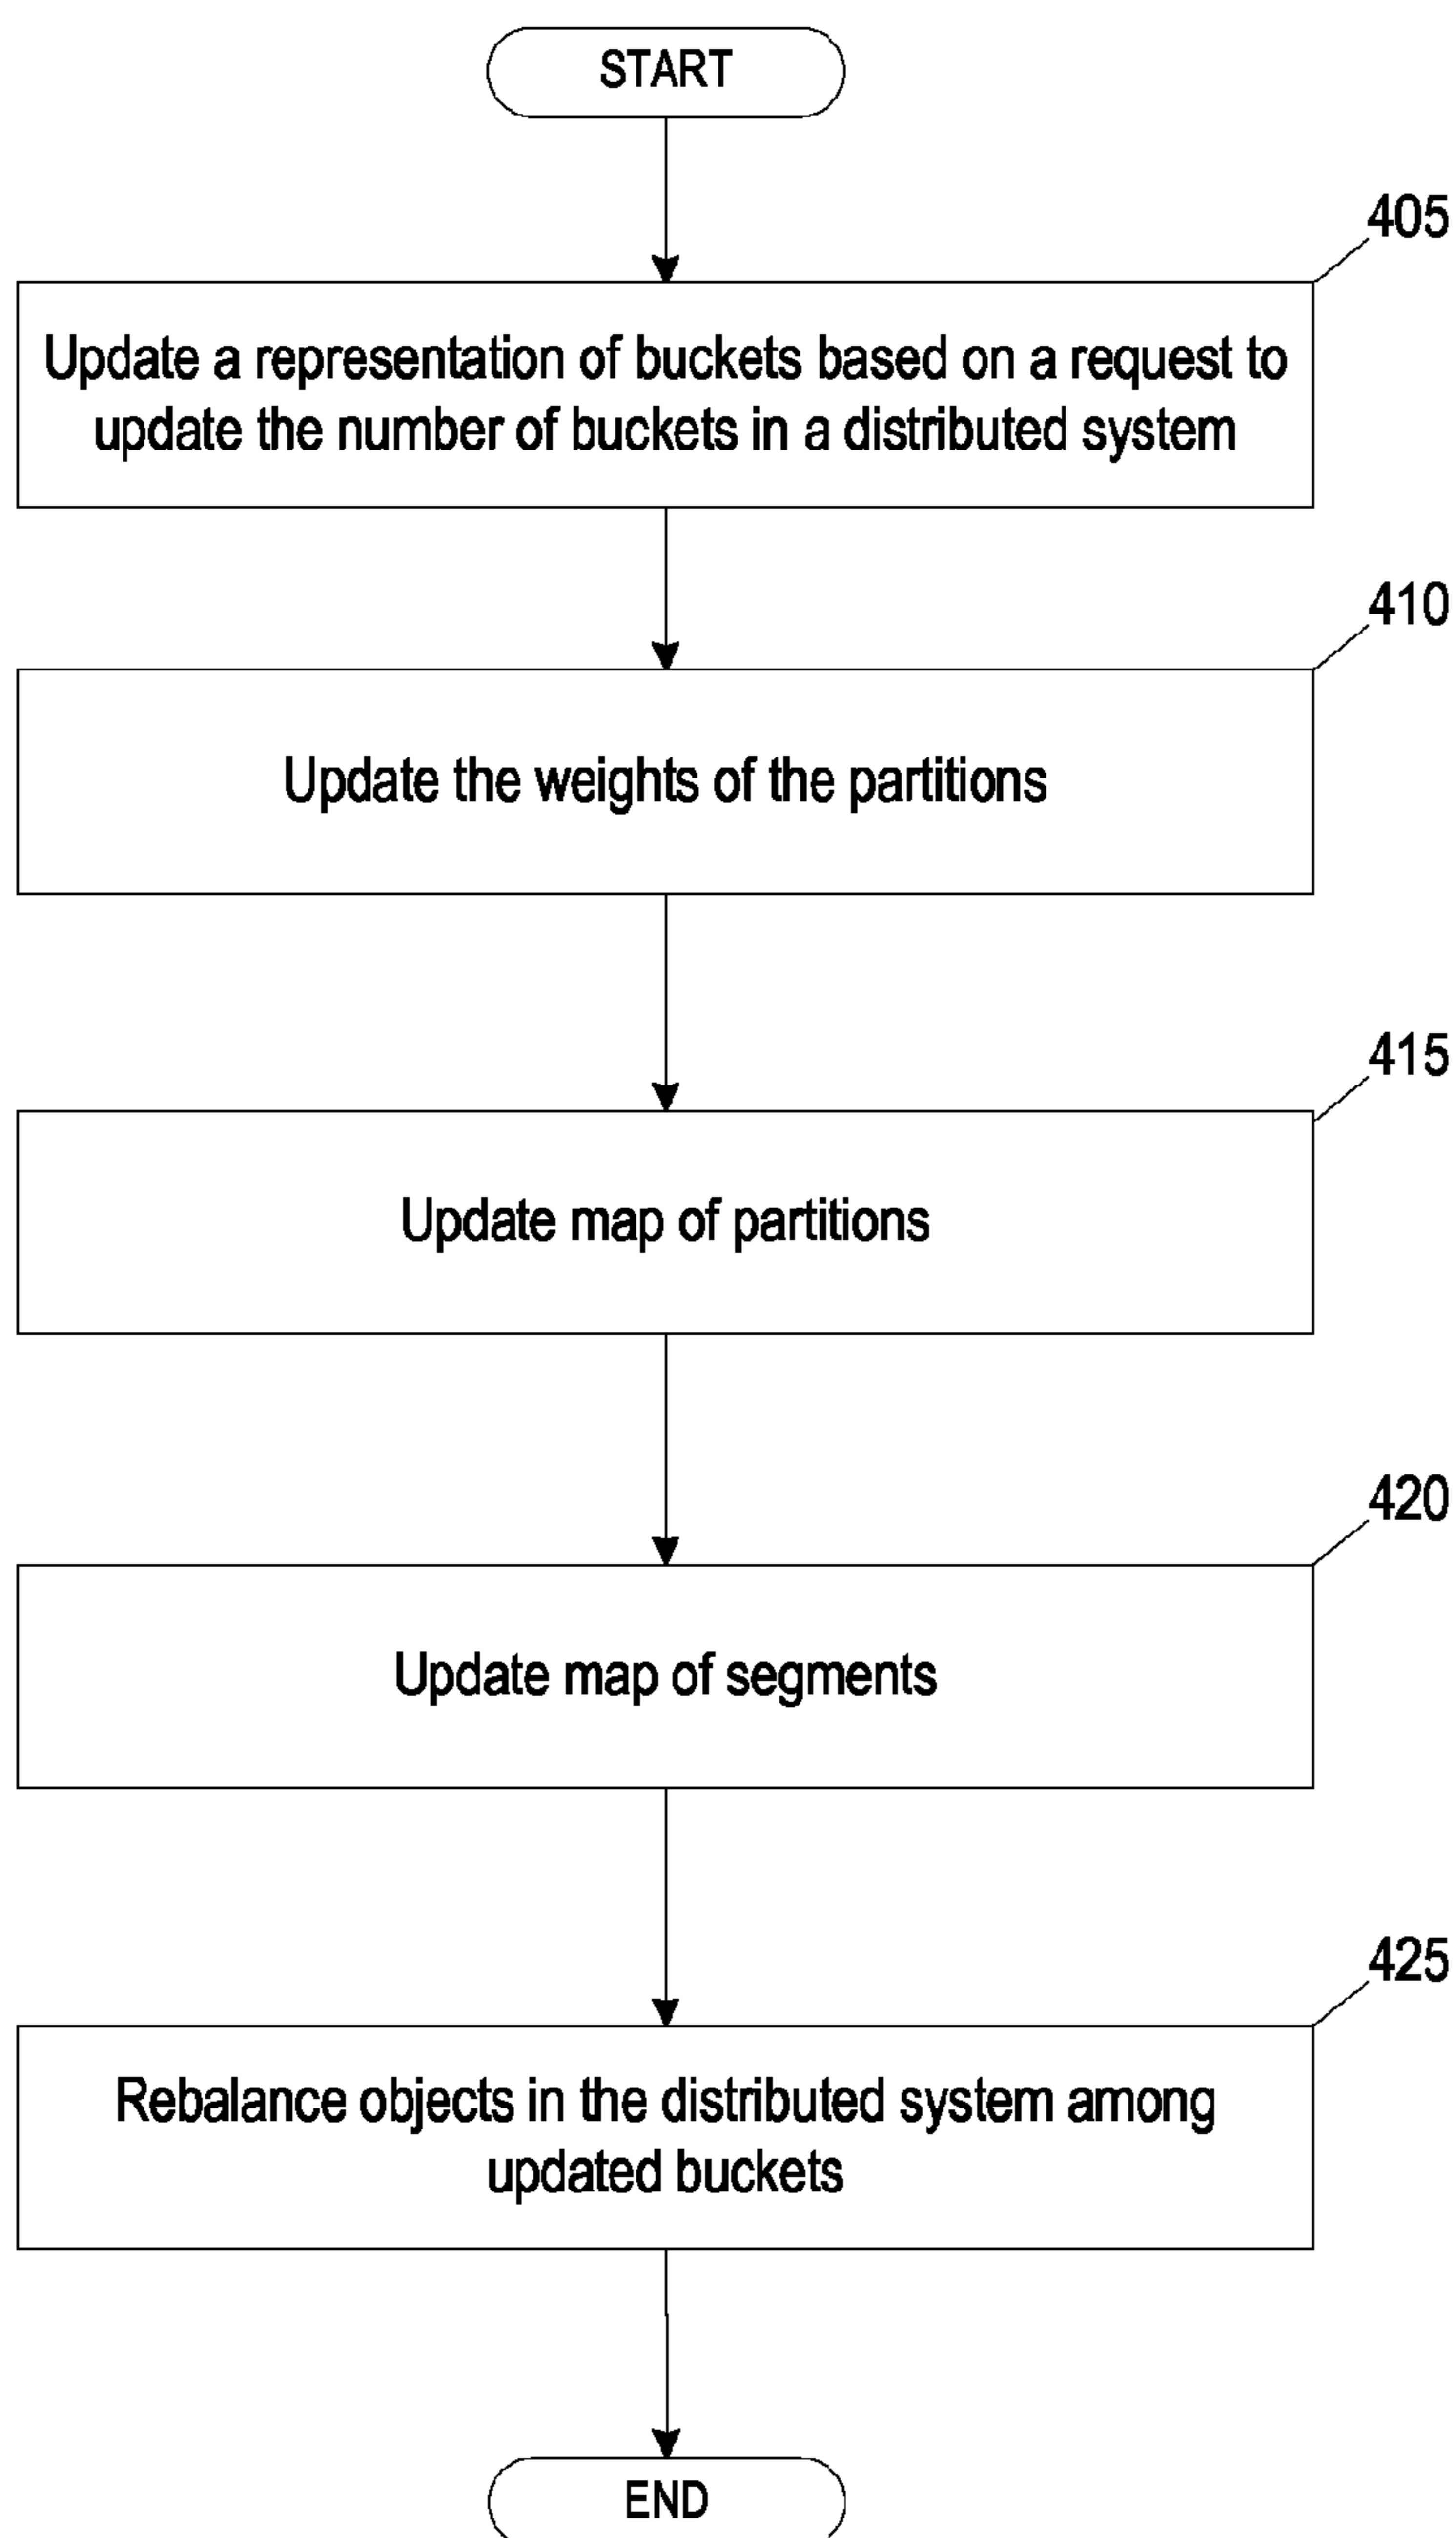 START
405
Update a representation of buckets based on a request to
update the number of buckets in a distributed system
410
Update the weights of the partitions
415
Update map of partitions
420
Update map of segments
425
Rebalance objects in the distributed system among
updated buckets
END